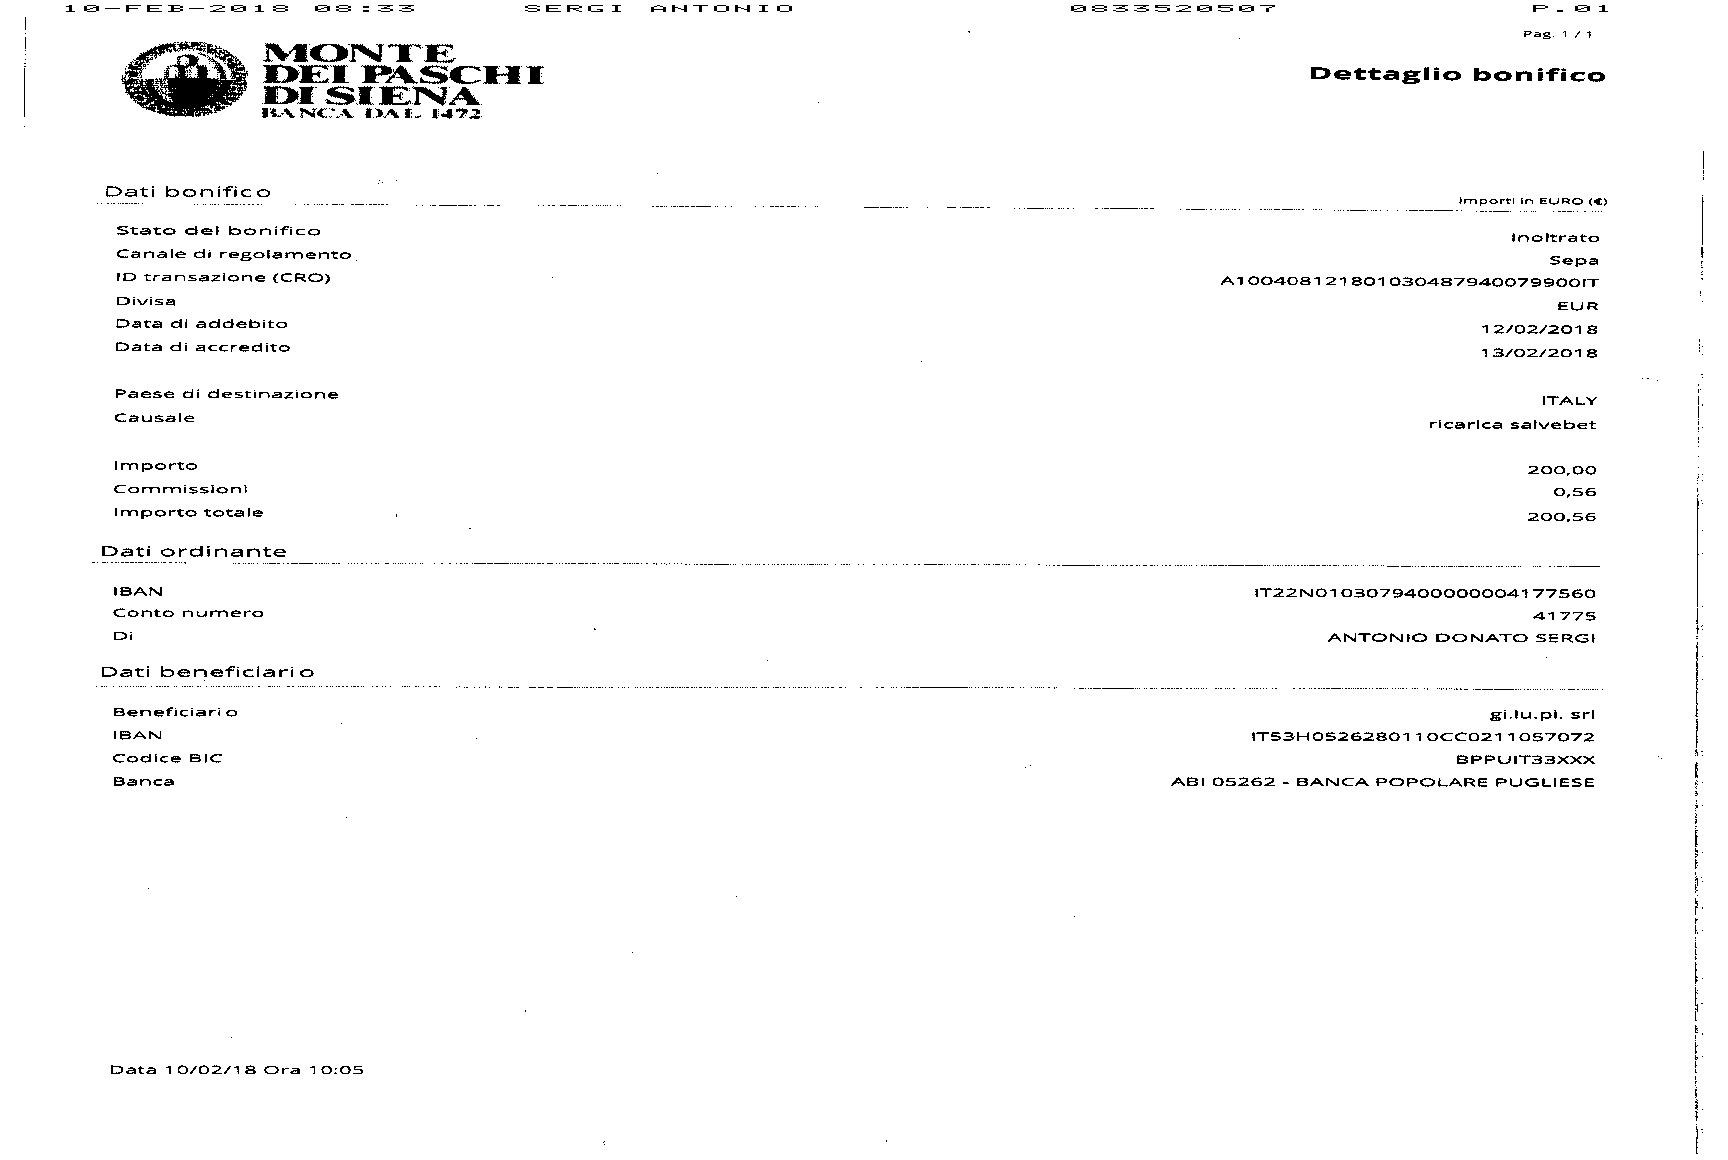 10-FEB-2018 08:33 SERGI ANTONIO 0833520507 P.01
Pag. 1 / 1
MONTE
DEI PASCHI
DI SIENA
BANCA DAL 1472
Dettaglio bonifico
Dati bonifico
Importi in EURO (€)
Stato del bonifico Inoltrato
Canale di regolamento Sepa
ID transazione (CRO) A100408121801030487940079900IT
Divisa EUR
Data di addebito 12/02/2018
Data di accredito 13/02/2018
Paese di destinazione ITALY
Causale ricarica salvebet
Importo 200,00
Commissioni 0,56
Importo totale 200,56
Dati ordinante
IBAN IT22N0103079400000004177560
Conto numero 41775
Di ANTONIO DONATO SERGI
Dati beneficiario
Beneficiario gi.lu.pi. srl
IBAN IT53H0526280110CC0211057072
Codice BIC BPPUIT33XXX
Banca ABI 05262 - BANCA POPOLARE PUGLIESE
Data 10/02/18 Ora 10:05